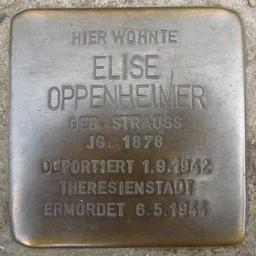 HIER WOHNTE
ELISE
OPPENHEIMER
GEB. STRAUSS
JG. 1878
DEPORTIERT 1.9.1942
THERESIENSTADT
ERMORDET 6.5.1944